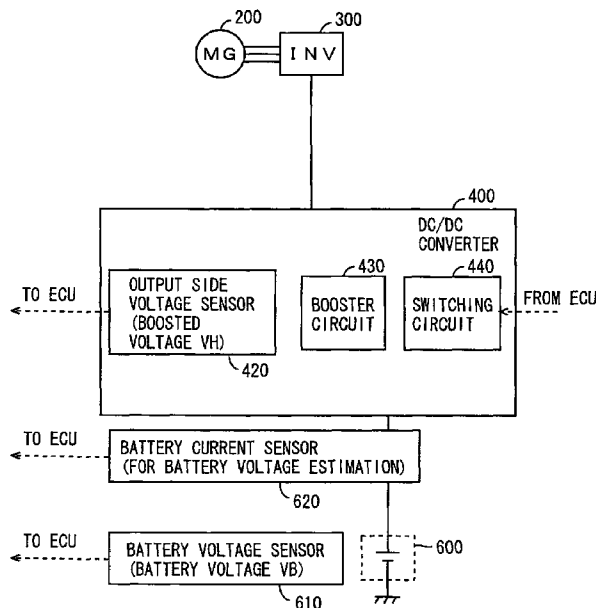 200
300
MG
INV
400
DC/DC
CONVERTER
430
440
TO ECU
OUTPUT SIDE
VOLTAGE SENSOR
(BOOSTED
VOLTAGE VH)
BOOSTER
CIRCUIT
SWITCHING
CIRCUIT
FROM ECU
420
TO ECU
BATTERY CURRENT SENSOR
(FOR BATTERY VOLTAGE ESTIMATION)
620
TO ECU
BATTERY VOLTAGE SENSOR
(BATTERY VOLTAGE VB)
600
610